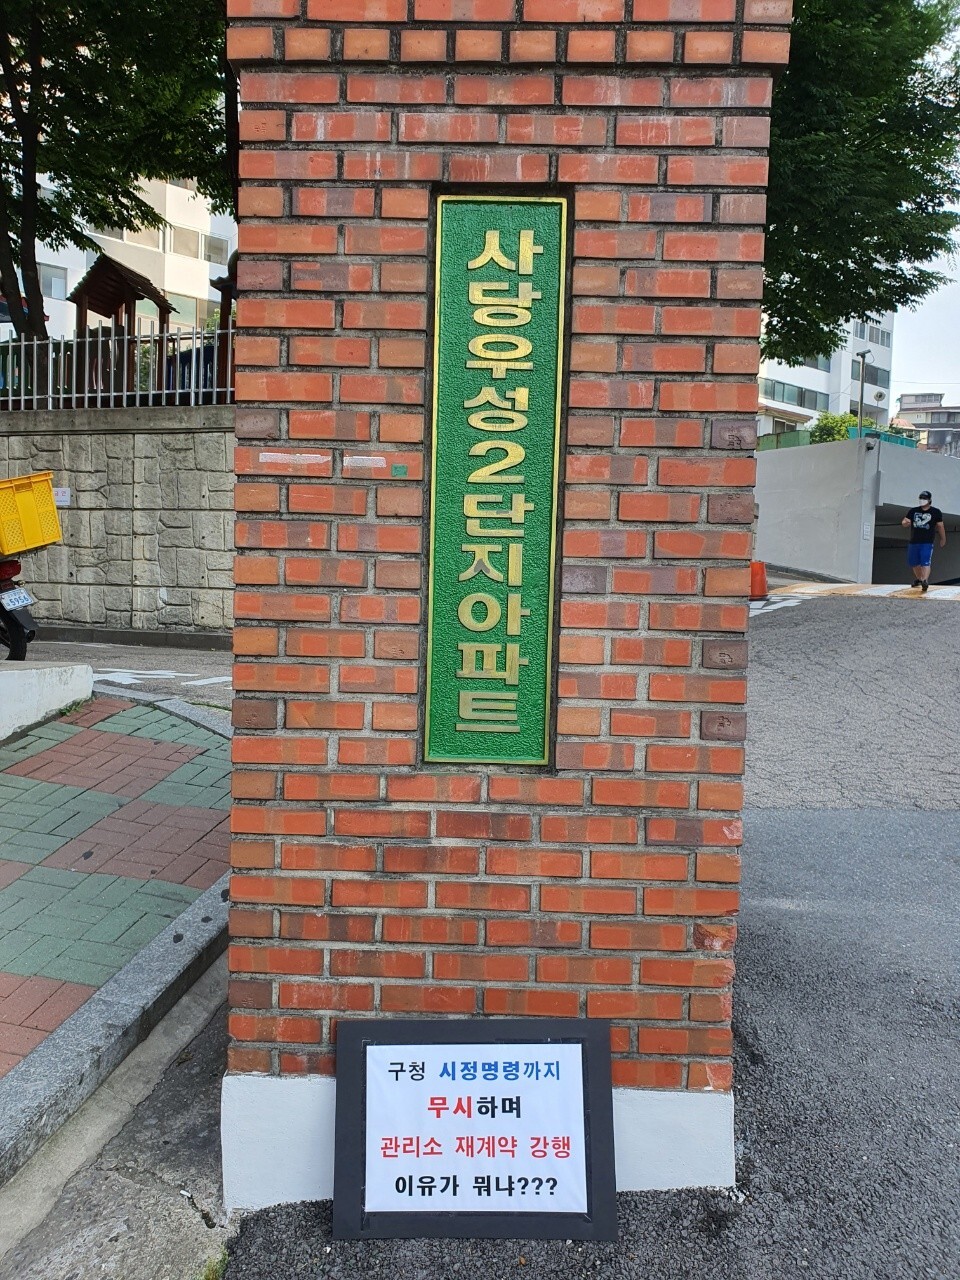 사당우성2단지아파트
구청 시정명령까지
무시하며
관리소 재계약 강행
이유가 뭐냐???
5956